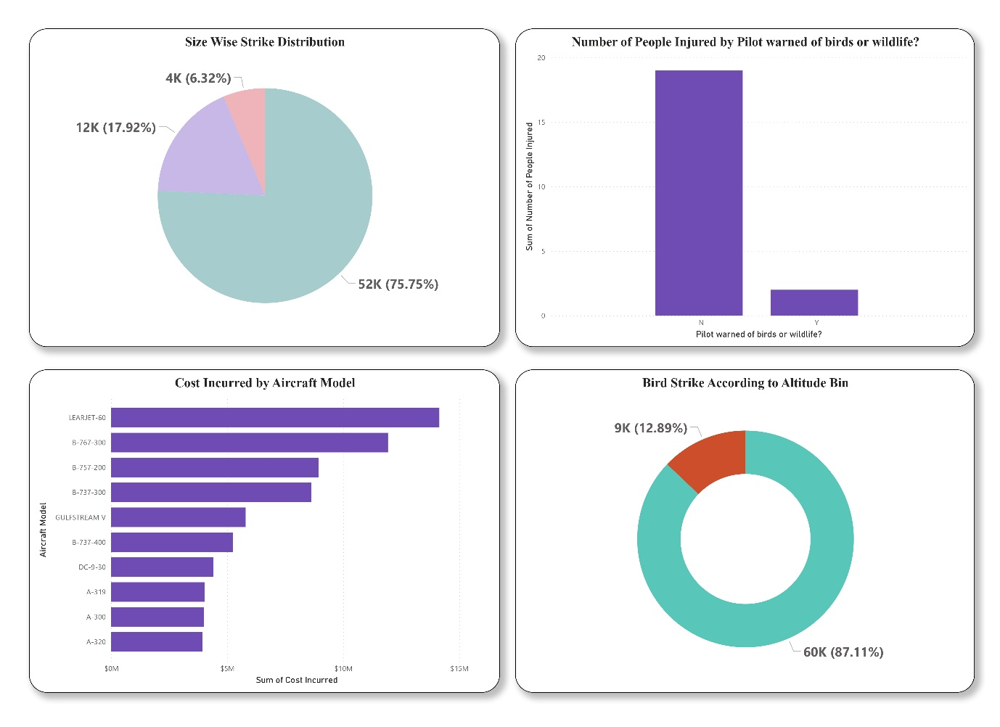 Size Wise Strike Distribution
4K (6.32%)
12K (17.92%)
52K (75.75%)
Number of People Injured by Pilot warned of birds or wildlife?
Sum of Number of People Injured
20
15
10
5
0
N
Y
Pilot warned of birds or wildlife?
Cost Incurred by Aircraft Model
Aircraft Model
LEARJET-60
B-767-300
B-757-200
B-737-300
GULFSTREAM V
B-737-400
DC-9-30
A-319
A-300
A-320
$0M
$5M
$10M
$15M
Sum of Cost Incurred
Bird Strike According to Altitude Bin
9K (12.89%)
60K (87.11%)